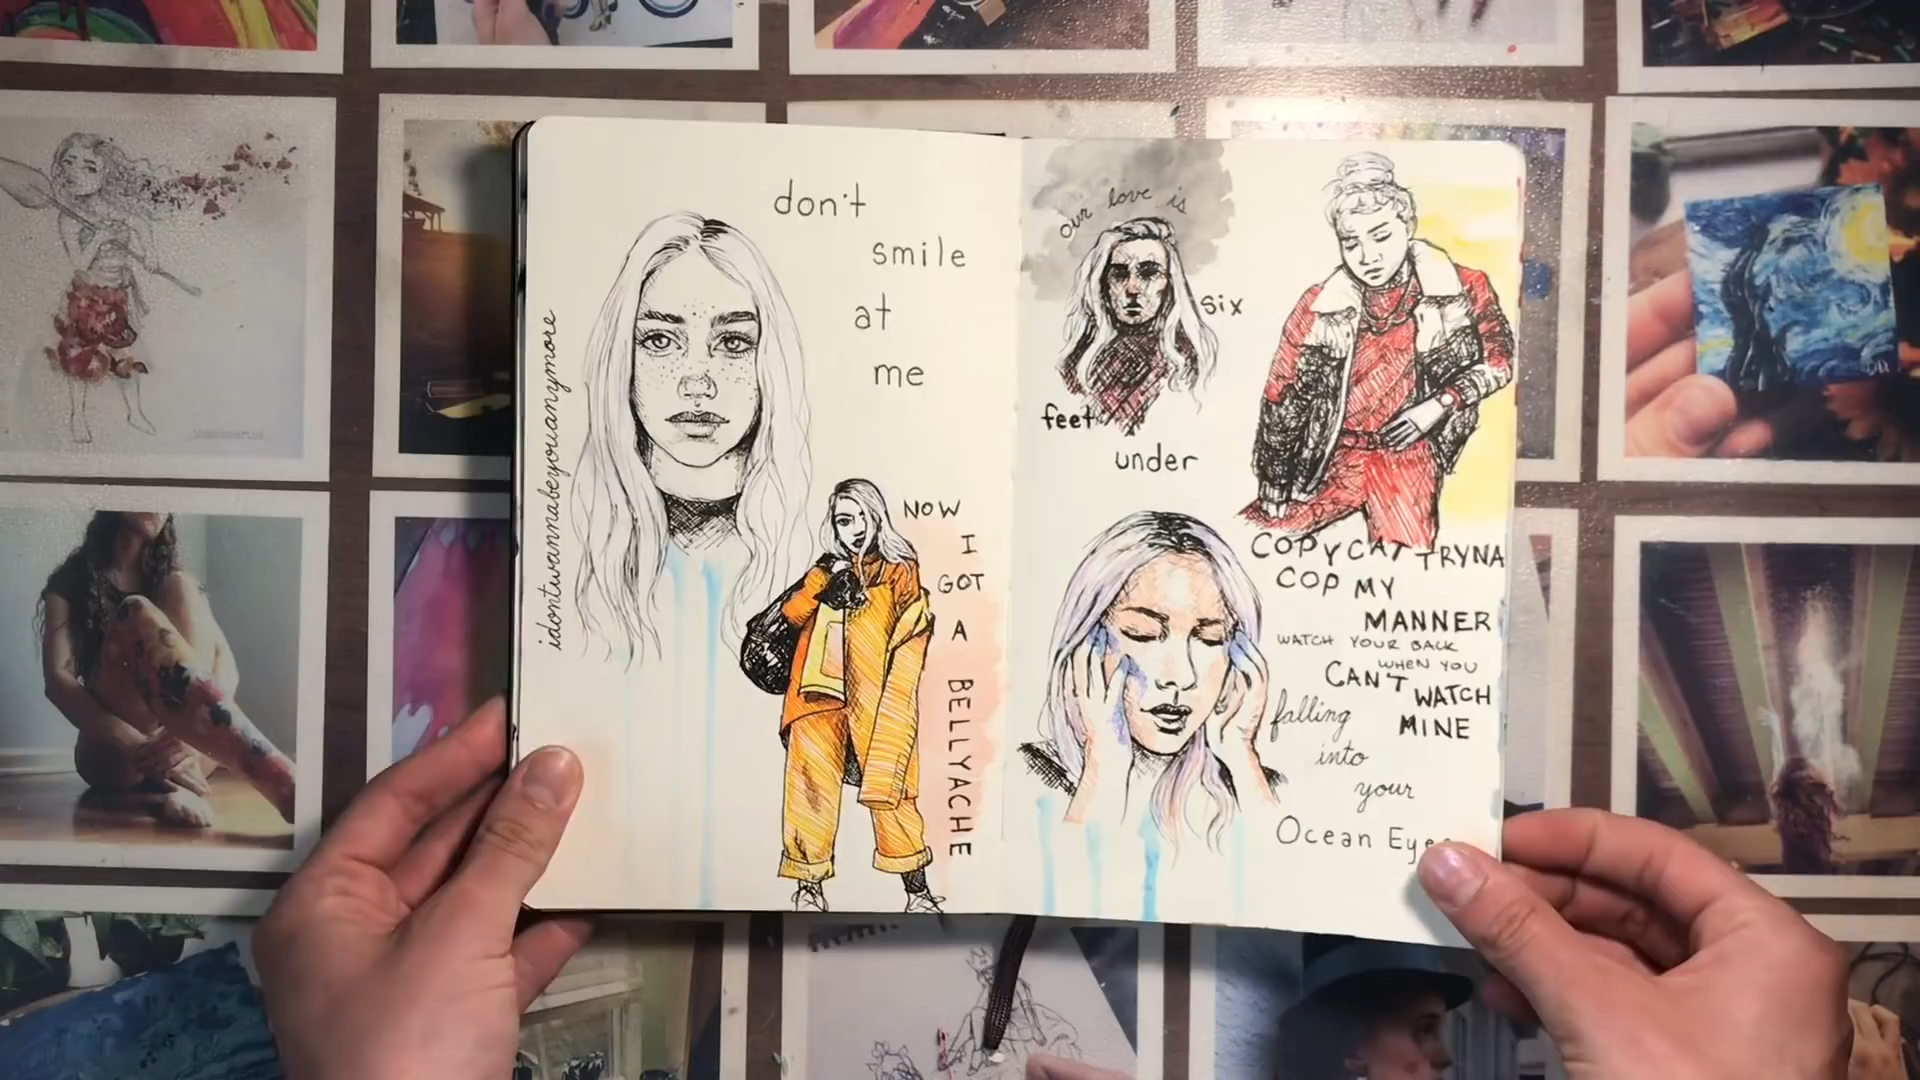 don't
smile
at
me
idontwannabeyouanymore
NOW
I
GOT
A
BELLYACHE
our love is
six
feet
under
COPYCAT TRYNA
COP MY
MANNER
WATCH YOUR BACK
WHEN YOU
CAN'T WATCH
MINE
falling
into
your
Ocean